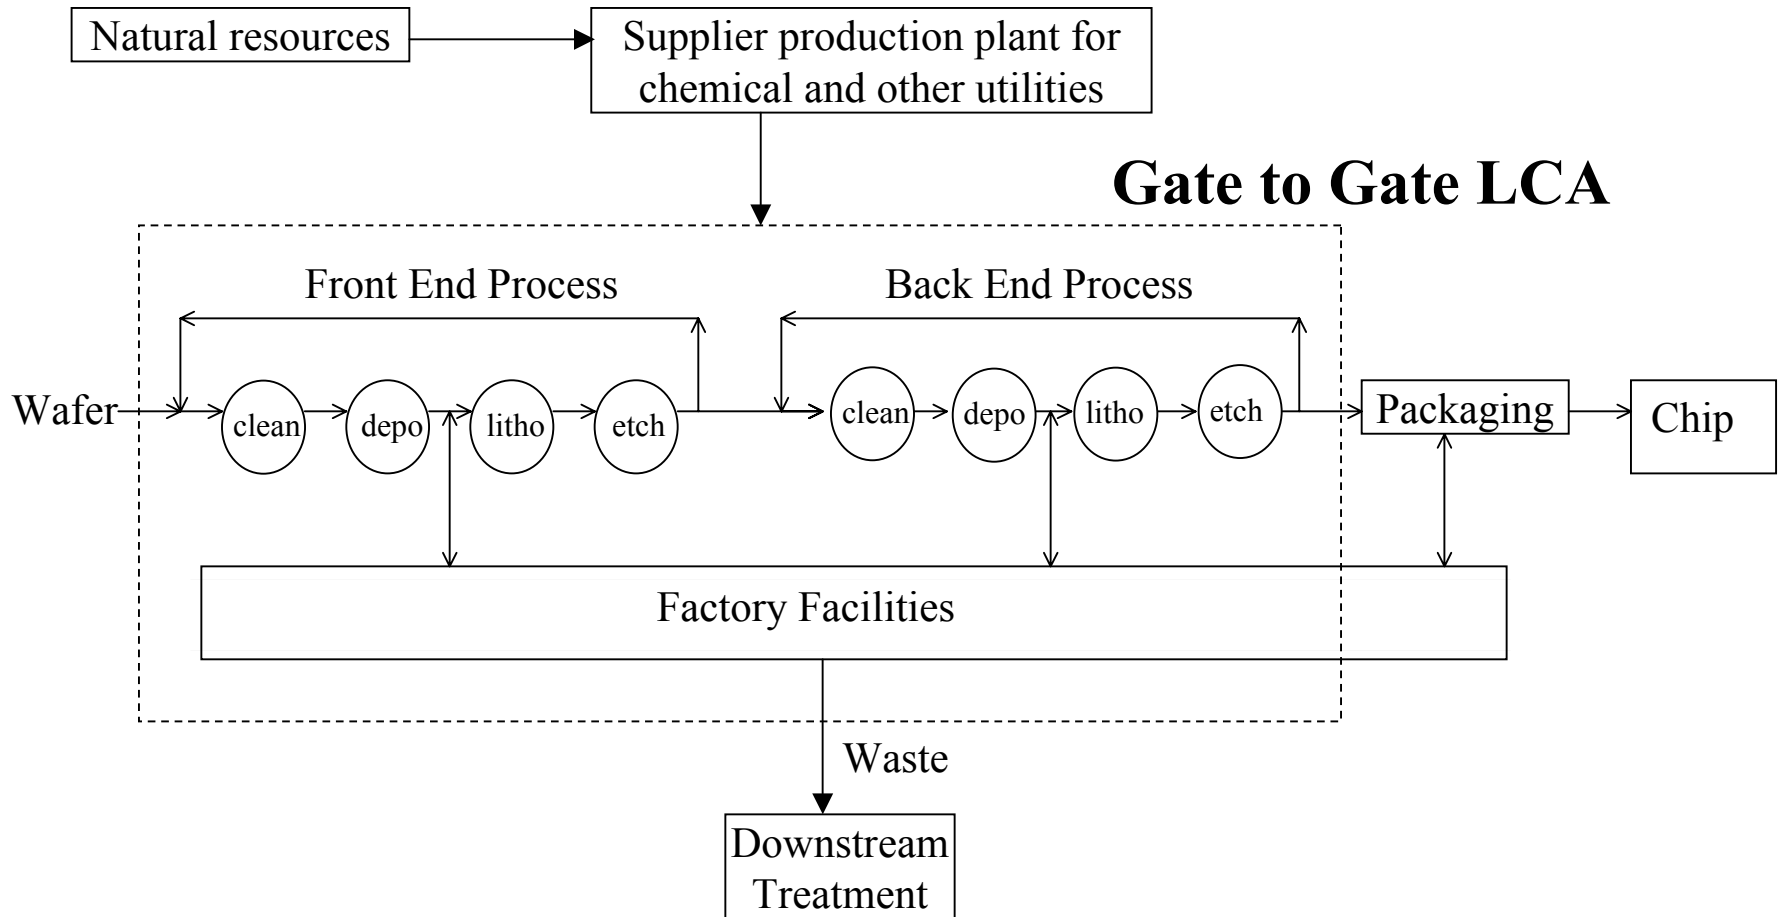 Natural resources
Supplier production plant for
chemical and other utilities
Gate to Gate LCA
Front End Process
Back End Process
Wafer
clean
depo
litho
etch
clean
depo
litho
etch
Packaging
Chip
Factory Facilities
Waste
Downstream
Treatment